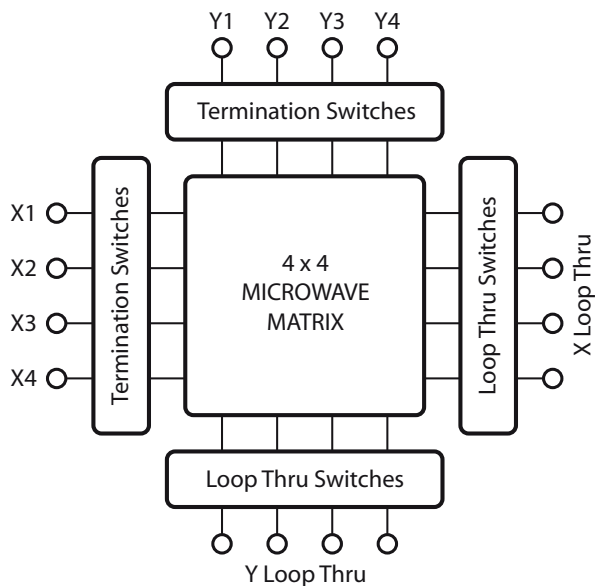 Y1 Y2 Y3 Y4
Termination Switches
X1
X2
X3
X4
Termination Switches
4 x 4
MICROWAVE
MATRIX
Loop Thru Switches
X Loop Thru
Loop Thru Switches
Y Loop Thru